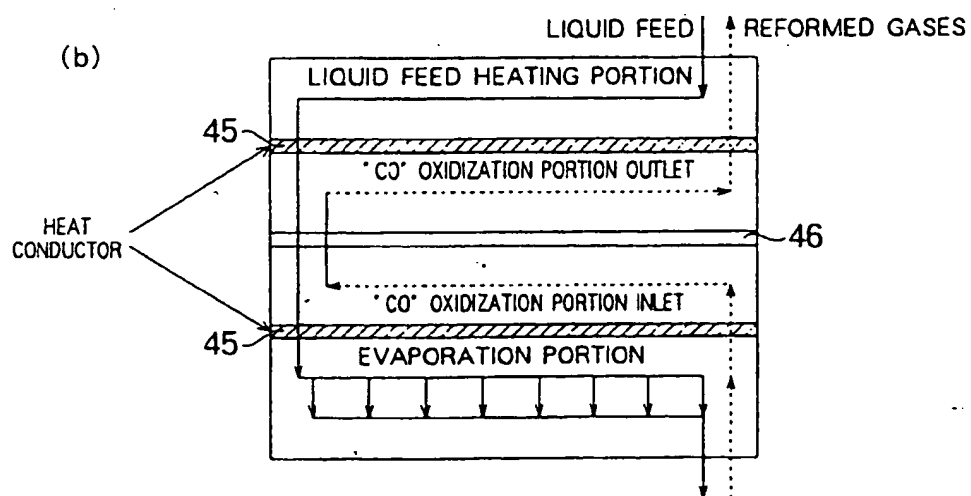 (b)
LIQUID FEED
REFORMED GASES
LIQUID FEED HEATING PORTION
45
"CO" OXIDIZATION PORTION OUTLET
HEAT
CONDUCTOR
46
"CO" OXIDIZATION PORTION INLET
45
EVAPORATION PORTION